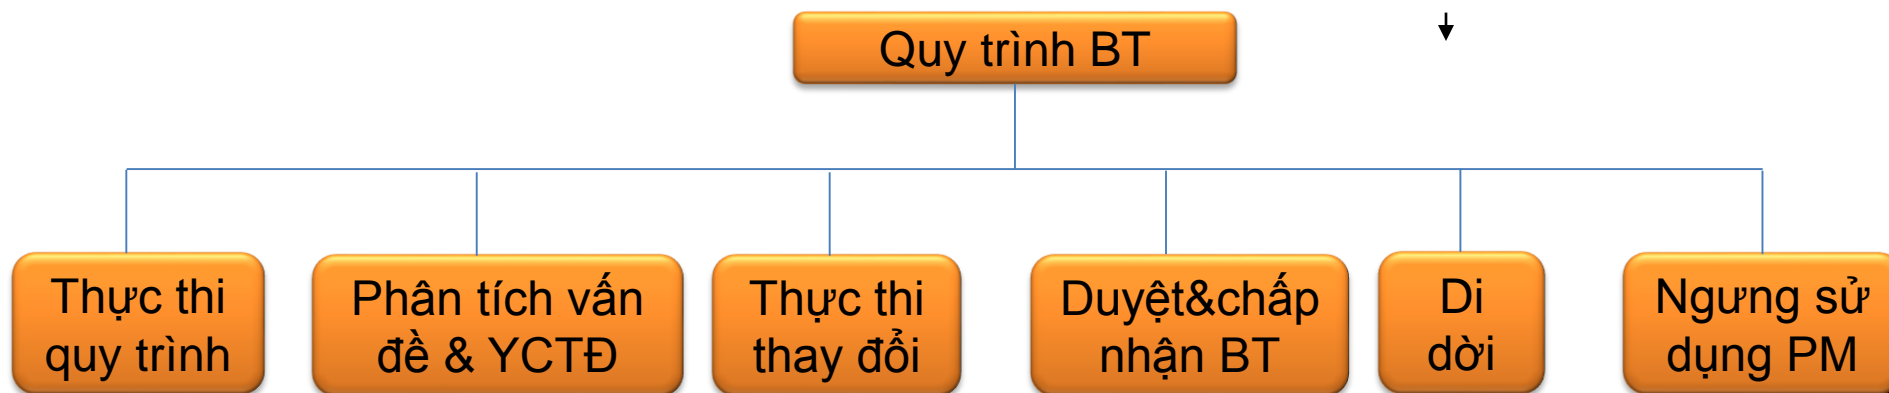 Quy trình BT
Thực thi
quy trình
Phân tích vấn
đề & YCTĐ
Thực thi
thay đổi
Duyệt&chấp
nhận BT
Di
dời
Ngưng sử
dụng PM